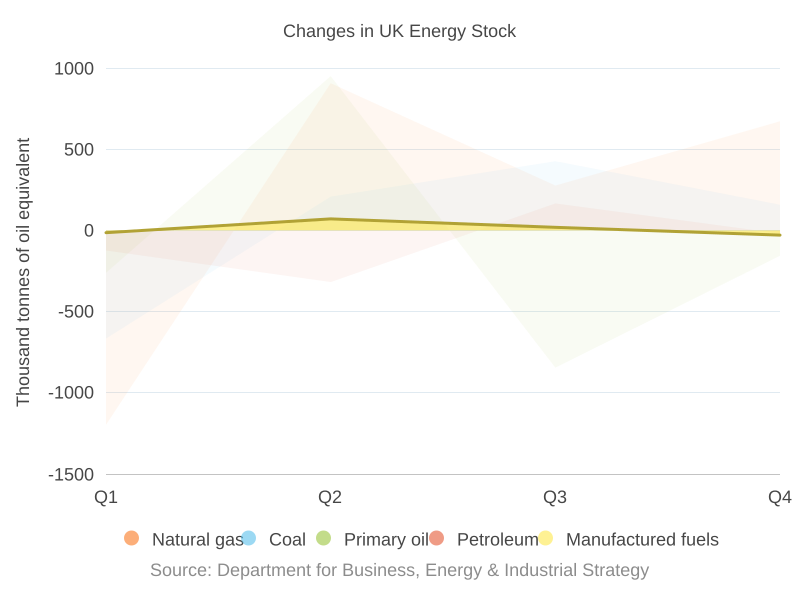 Changes in UK Energy Stock
Thousand tonnes of oil equivalent
1000
500
0
-500
-1000
-1500
Q1 Q2 Q3 Q4
Natural gas Coal Primary oil Petroleum Manufactured fuels
Source: Department for Business, Energy & Industrial Strategy